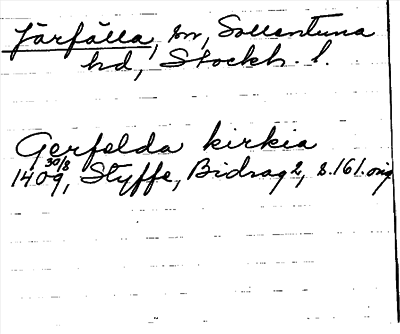 Järfälla, sn, Sollentuna
hd, Stockh. l.
Gerfelda kirkia
30/8
1409, Styffe, Bidrag 2, s. 161. orig